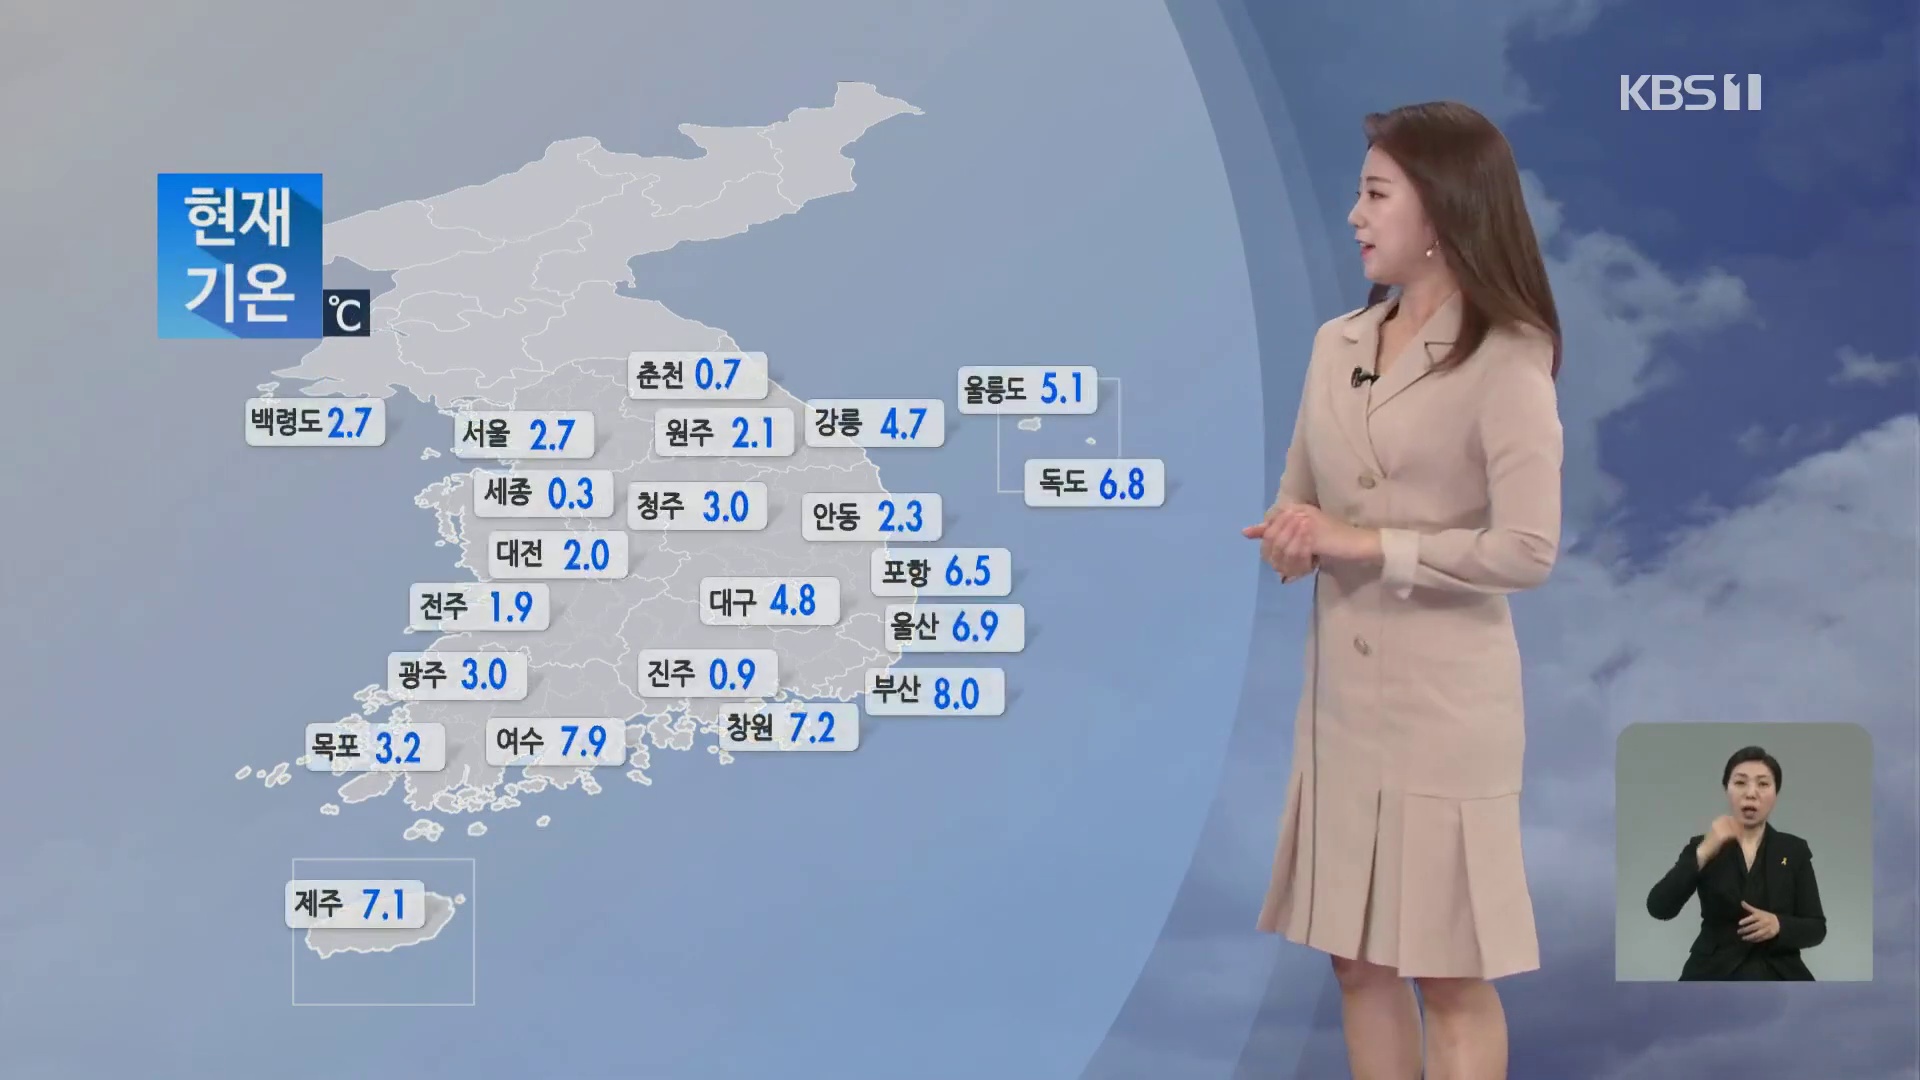 KBS 1
현재
기온
℃
춘천 0.7
울릉도 5.1
백령도 2.7
서울 2.7
원주 2.1
강릉 4.7
독도 6.8
세종 0.3
청주 3.0
안동 2.3
대전 2.0
포항 6.5
전주 1.9
대구 4.8
울산 6.9
광주 3.0
진주 0.9
부산 8.0
목포 3.2
여수 7.9
창원 7.2
제주 7.1